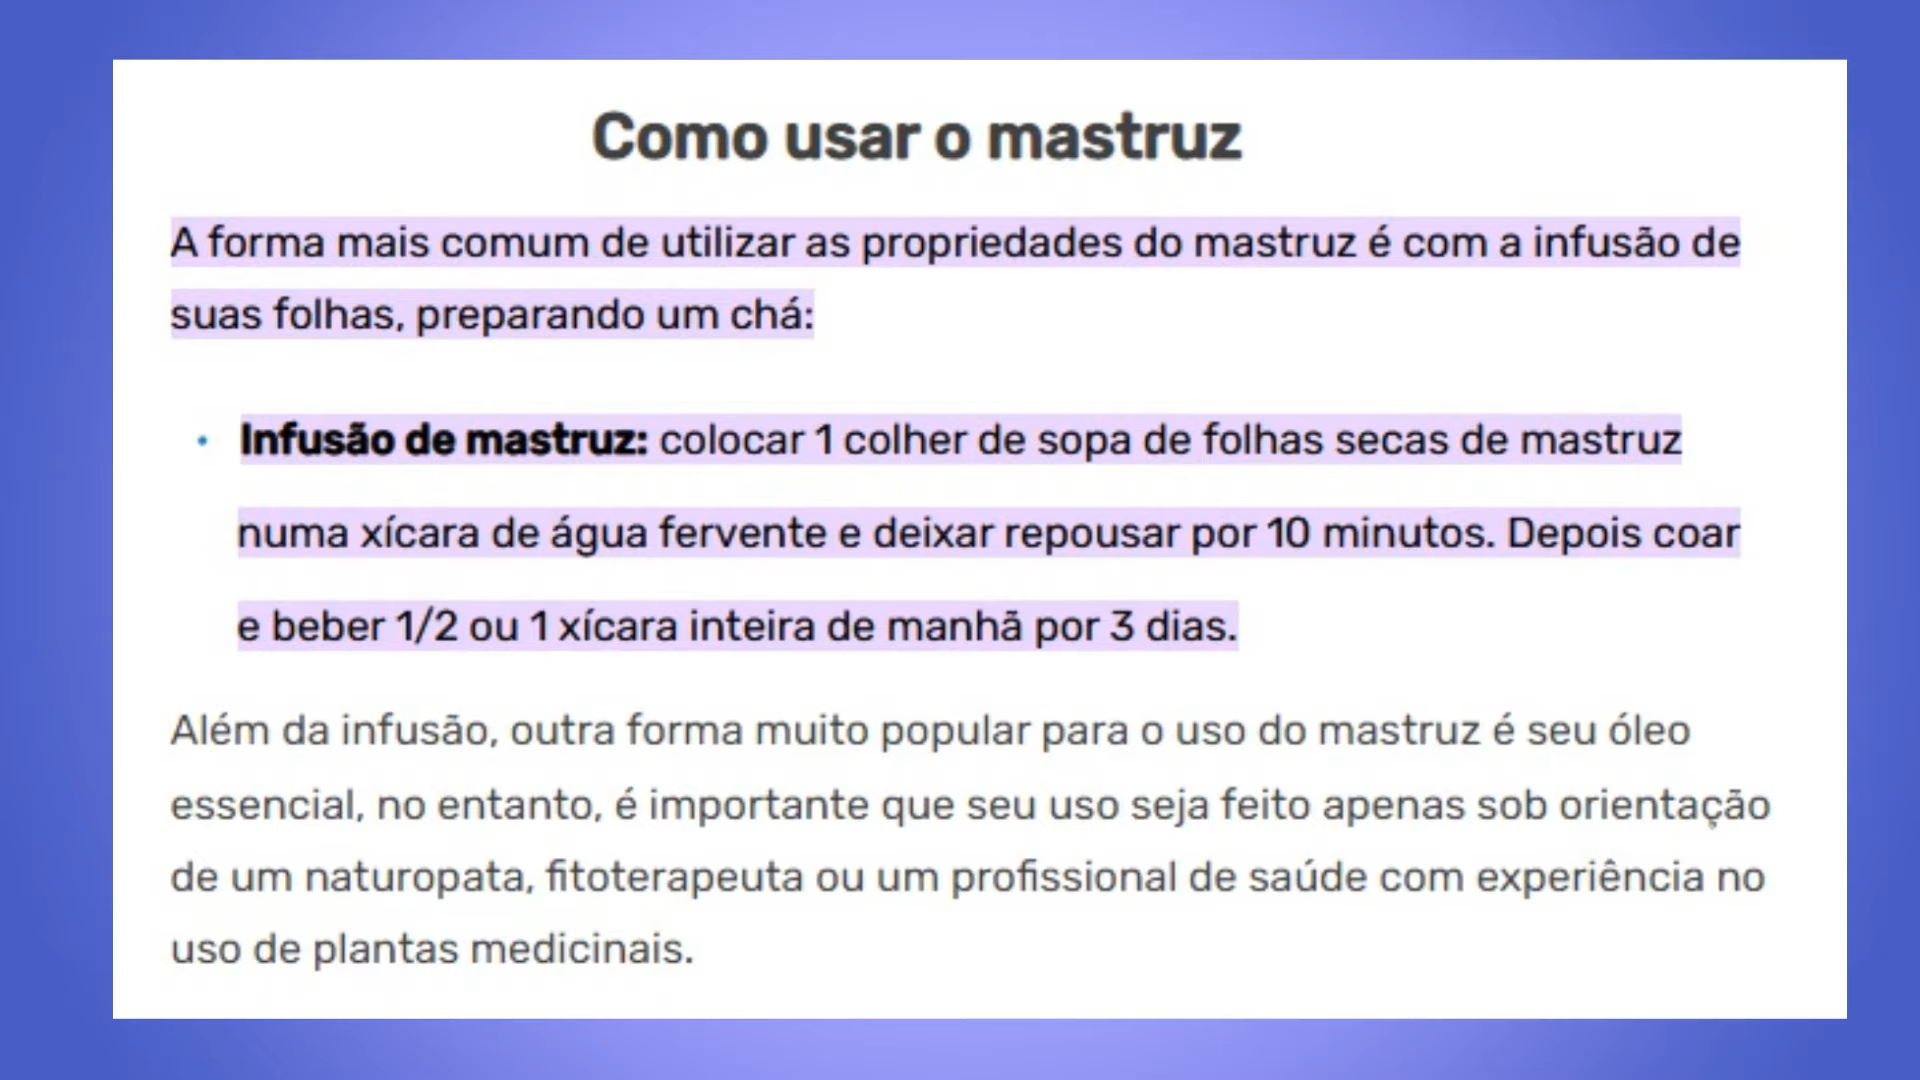 Como usar o mastruz
A forma mais comum de utilizar as propriedades do mastruz é com a infusão de
suas folhas, preparando um chá:
• Infusão de mastruz: colocar 1 colher de sopa de folhas secas de mastruz
numa xícara de água fervente e deixar repousar por 10 minutos. Depois coar
e beber 1/2 ou 1 xícara inteira de manhã por 3 dias.
Além da infusão, outra forma muito popular para o uso do mastruz é seu óleo
essencial, no entanto, é importante que seu uso seja feito apenas sob orientação
de um naturopata, fitoterapeuta ou um profissional de saúde com experiência no
uso de plantas medicinais.